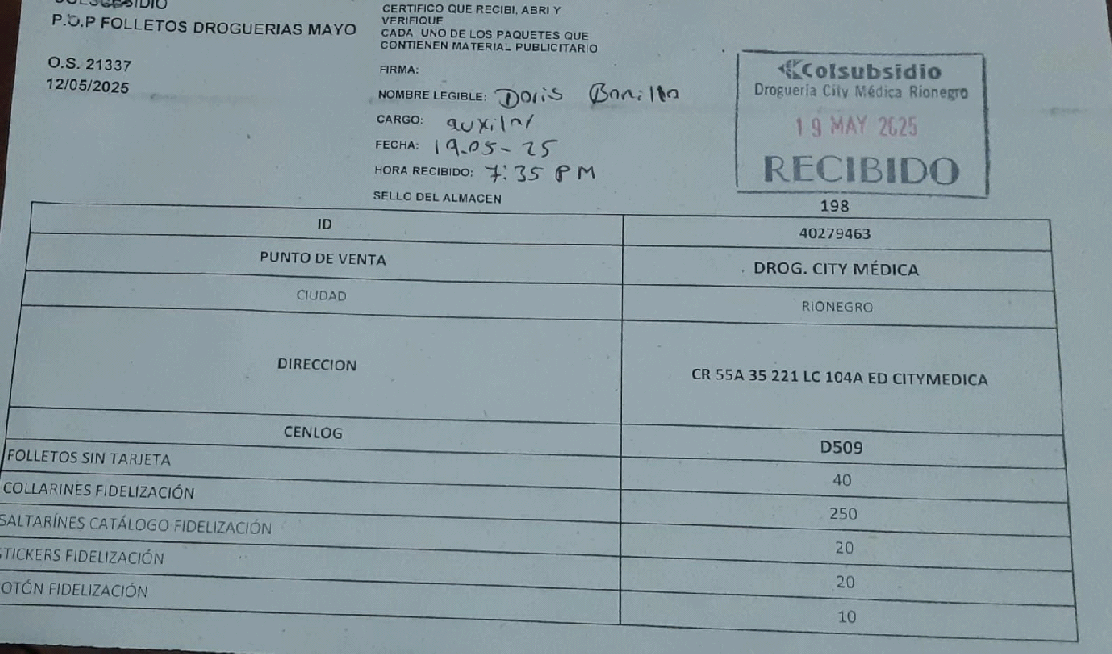 P.O.P FOLLETOS DROGUERIAS MAYO
O.S. 21337
12/05/2025
CERTIFICO QUE RECIBI, ABRI Y
VERIFIQUE
CADA UNO DE LOS PAQUETES QUE
CONTIENEN MATERIAL PUBLICITARIO
FIRMA:
NOMBRE LEGIBLE: Doris
CARGO: auxiliar
FECHA: 19.05-25
HORA RECIBIDO: 7:35 PM
SELLO DEL ALMACEN
Colsubsidio
Droguería City Médica Rionegro
19 MAY 2025
RECIBIDO
198
ID 40279463
PUNTO DE VENTA DROG. CITY MÉDICA
CIUDAD RIONEGRO
DIRECCION CR 55A 35 221 LC 104A ED CITYMEDICA
CENLOG D509
FOLLETOS SIN TARJETA 40
COLLARINES FIDELIZACIÓN 250
SALTARÍNES CATÁLOGO FIDELIZACIÓN 20
STICKERS FIDELIZACIÓN 20
OTÓN FIDELIZACIÓN 10